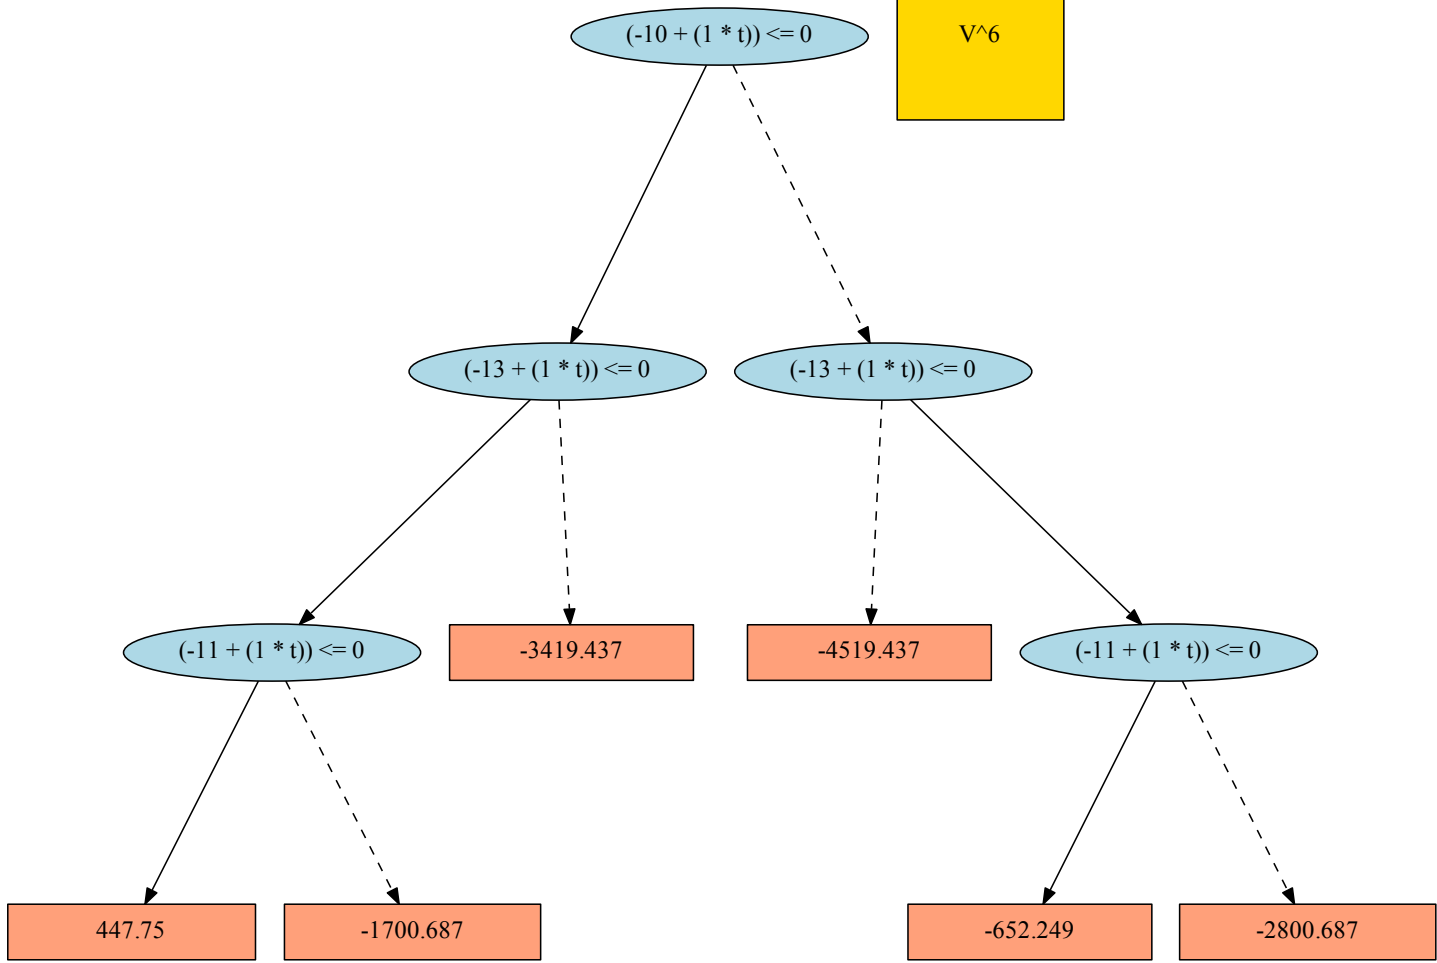 (-10 + (1 * t)) <= 0
V^6
(-13 + (1 * t)) <= 0
(-13 + (1 * t)) <= 0
(-11 + (1 * t)) <= 0
-3419.437
-4519.437
(-11 + (1 * t)) <= 0
447.75
-1700.687
-652.249
-2800.687